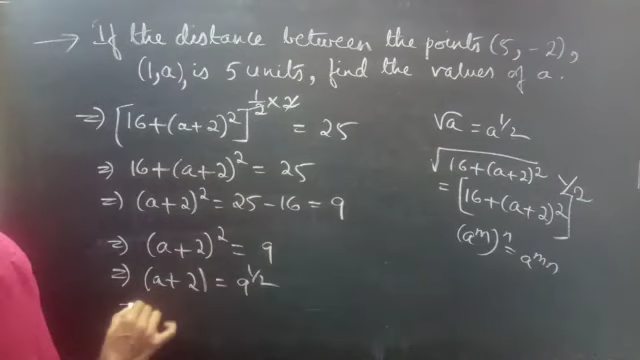 → If the distance between the points (5, -2),
(1, a), is 5 units, find the values of a.
⇒ [16+(a+2)²]^{1/2 × 2} = 25
⇒ 16+(a+2)² = 25
⇒ (a+2)² = 25-16 = 9
⇒ (a+2)² = 9
⇒ (a+2) = 9^{1/2}
√a = a^{1/2}
√16+(a+2)²
= [16+(a+2)²]^{1/2}
(a^m)^n = a^{mn}